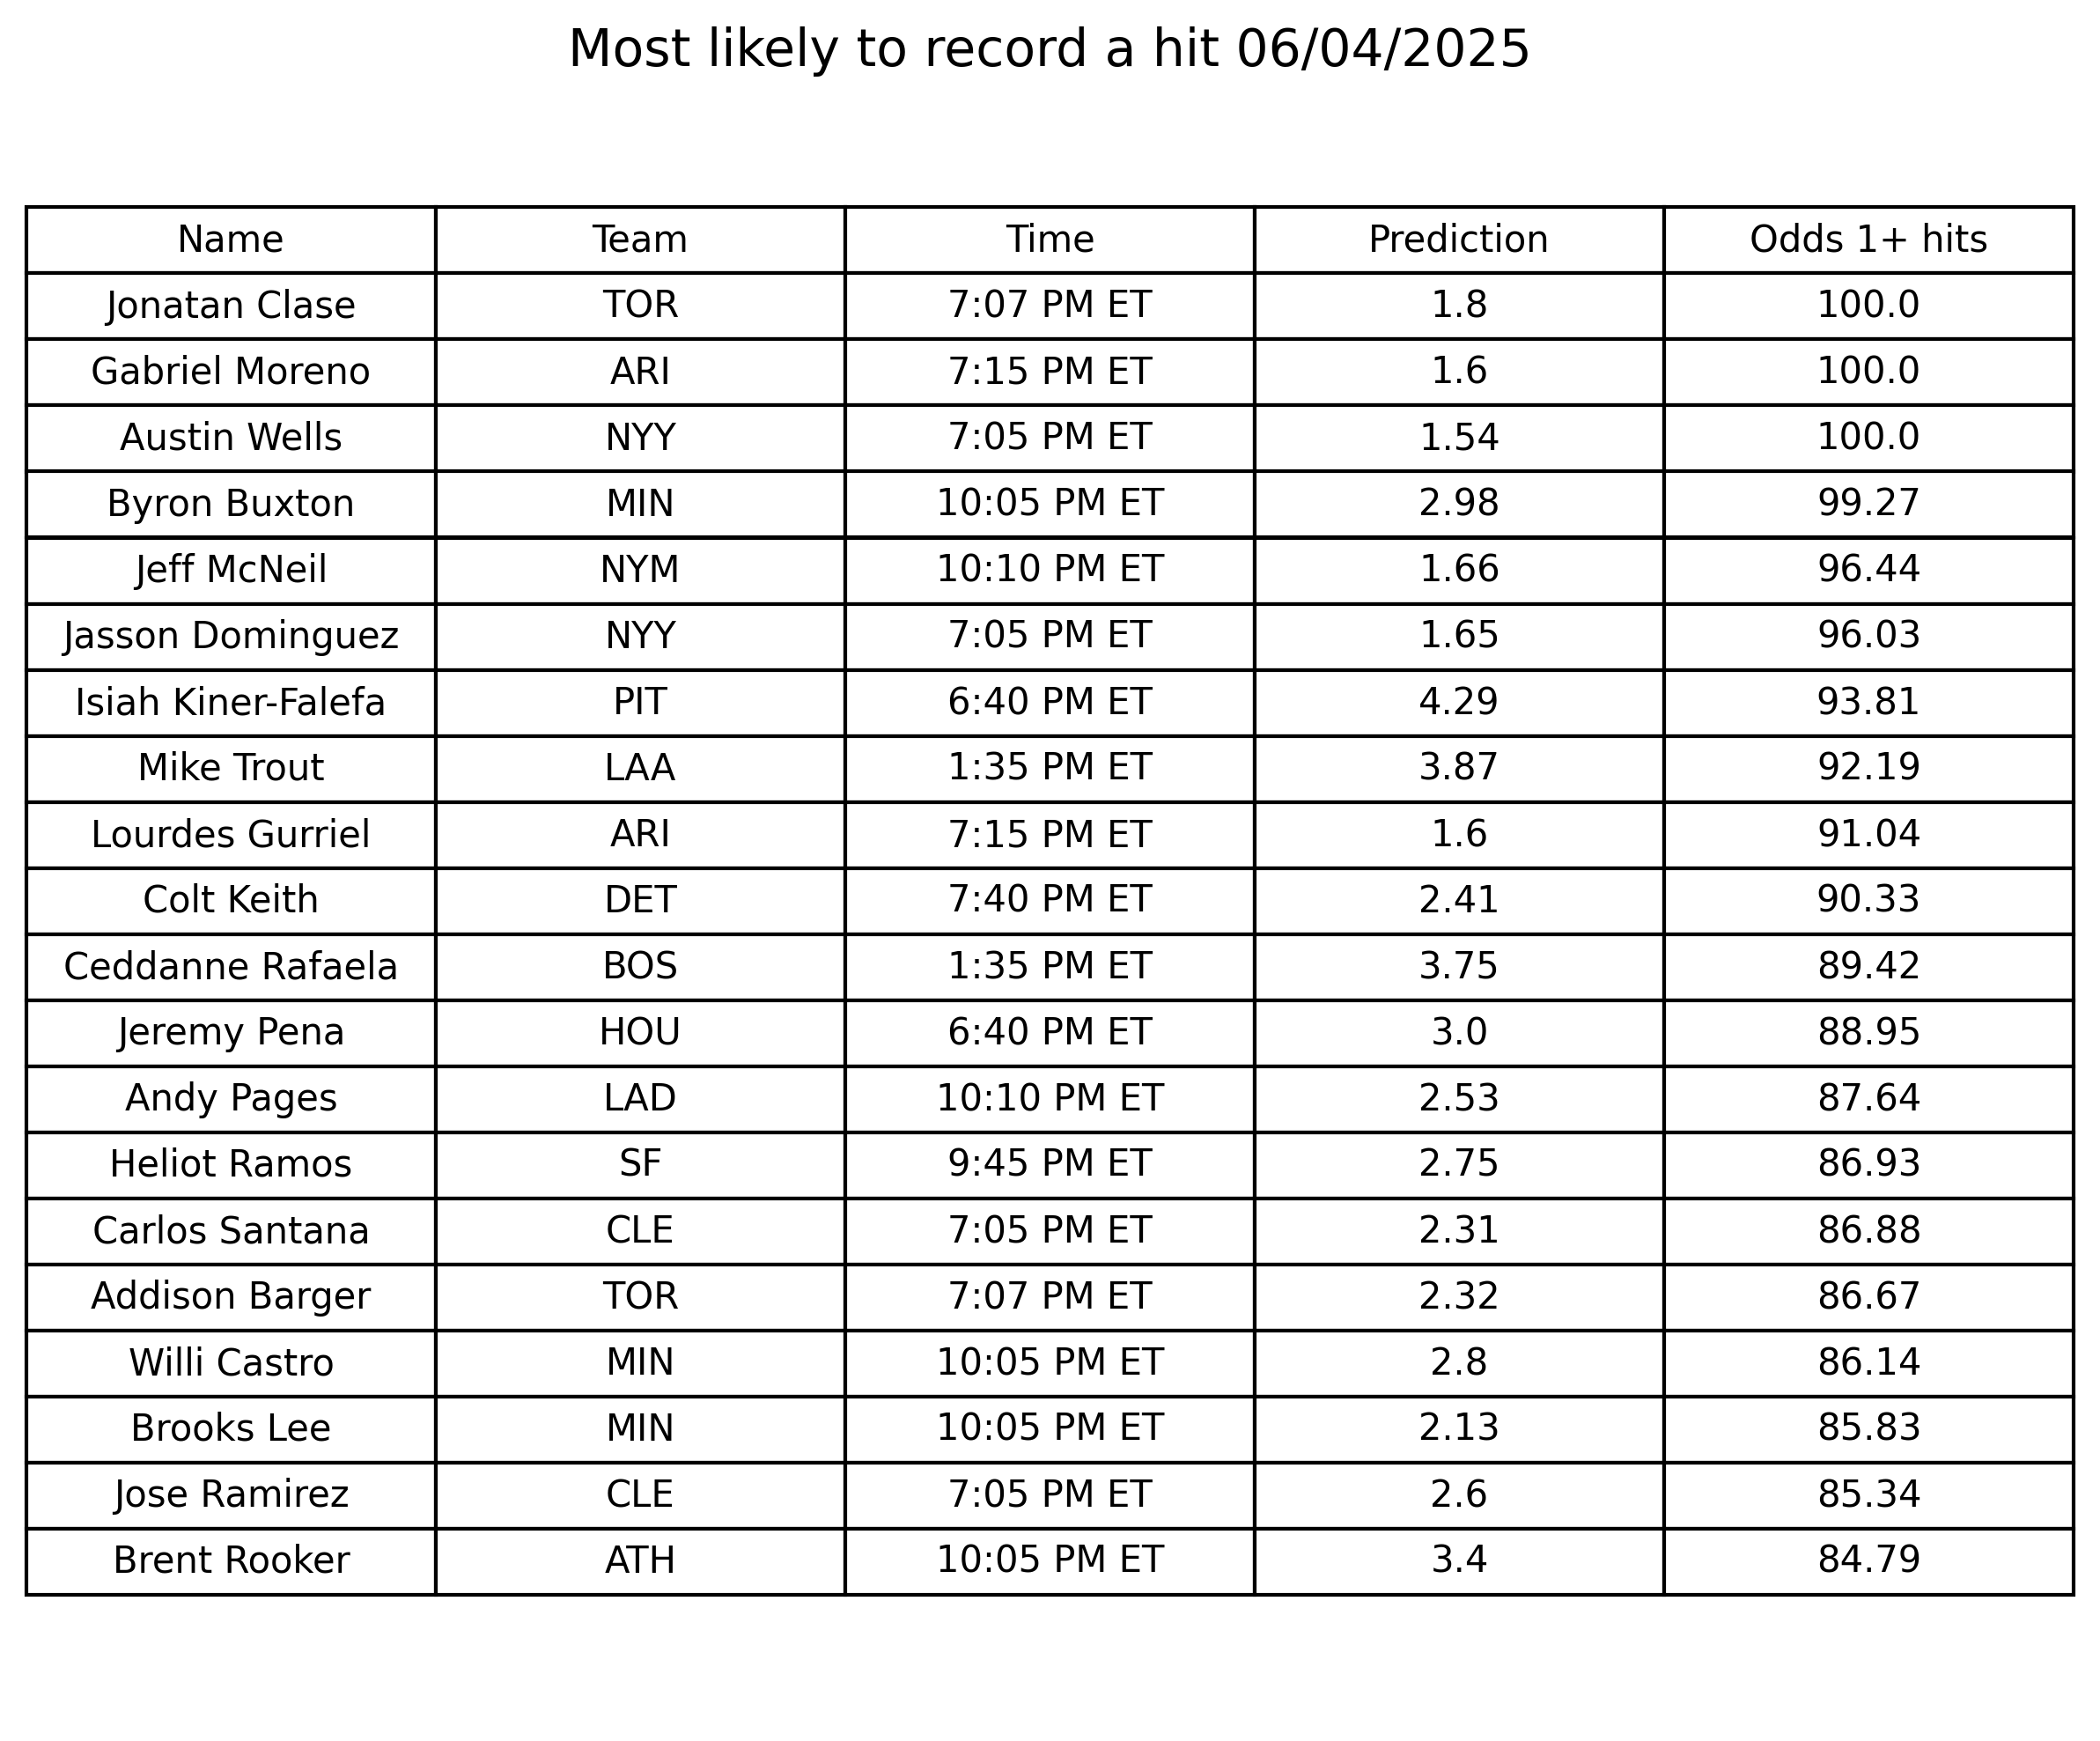 Most likely to record a hit 06/04/2025
Name Team Time Prediction Odds 1+ hits
Jonatan Clase TOR 7:07 PM ET 1.8 100.0
Gabriel Moreno ARI 7:15 PM ET 1.6 100.0
Austin Wells NYY 7:05 PM ET 1.54 100.0
Byron Buxton MIN 10:05 PM ET 2.98 99.27
Jeff McNeil NYM 10:10 PM ET 1.66 96.44
Jasson Dominguez NYY 7:05 PM ET 1.65 96.03
Isiah Kiner-Falefa PIT 6:40 PM ET 4.29 93.81
Mike Trout LAA 1:35 PM ET 3.87 92.19
Lourdes Gurriel ARI 7:15 PM ET 1.6 91.04
Colt Keith DET 7:40 PM ET 2.41 90.33
Ceddanne Rafaela BOS 1:35 PM ET 3.75 89.42
Jeremy Pena HOU 6:40 PM ET 3.0 88.95
Andy Pages LAD 10:10 PM ET 2.53 87.64
Heliot Ramos SF 9:45 PM ET 2.75 86.93
Carlos Santana CLE 7:05 PM ET 2.31 86.88
Addison Barger TOR 7:07 PM ET 2.32 86.67
Willi Castro MIN 10:05 PM ET 2.8 86.14
Brooks Lee MIN 10:05 PM ET 2.13 85.83
Jose Ramirez CLE 7:05 PM ET 2.6 85.34
Brent Rooker ATH 10:05 PM ET 3.4 84.79